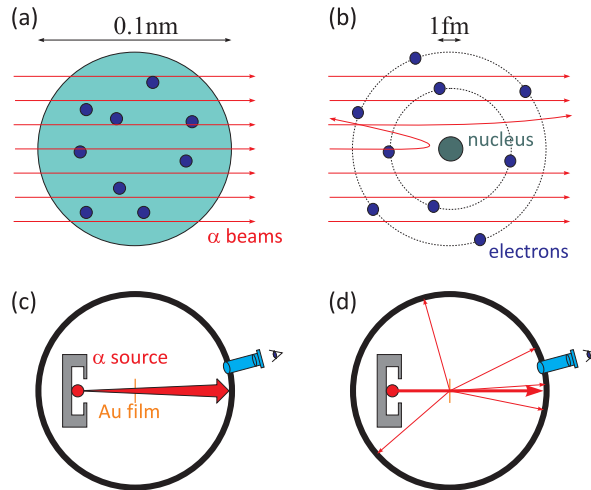 (a)
0.1nm
α beams
(b)
1fm
nucleus
electrons
(c)
α source
Au film
(d)